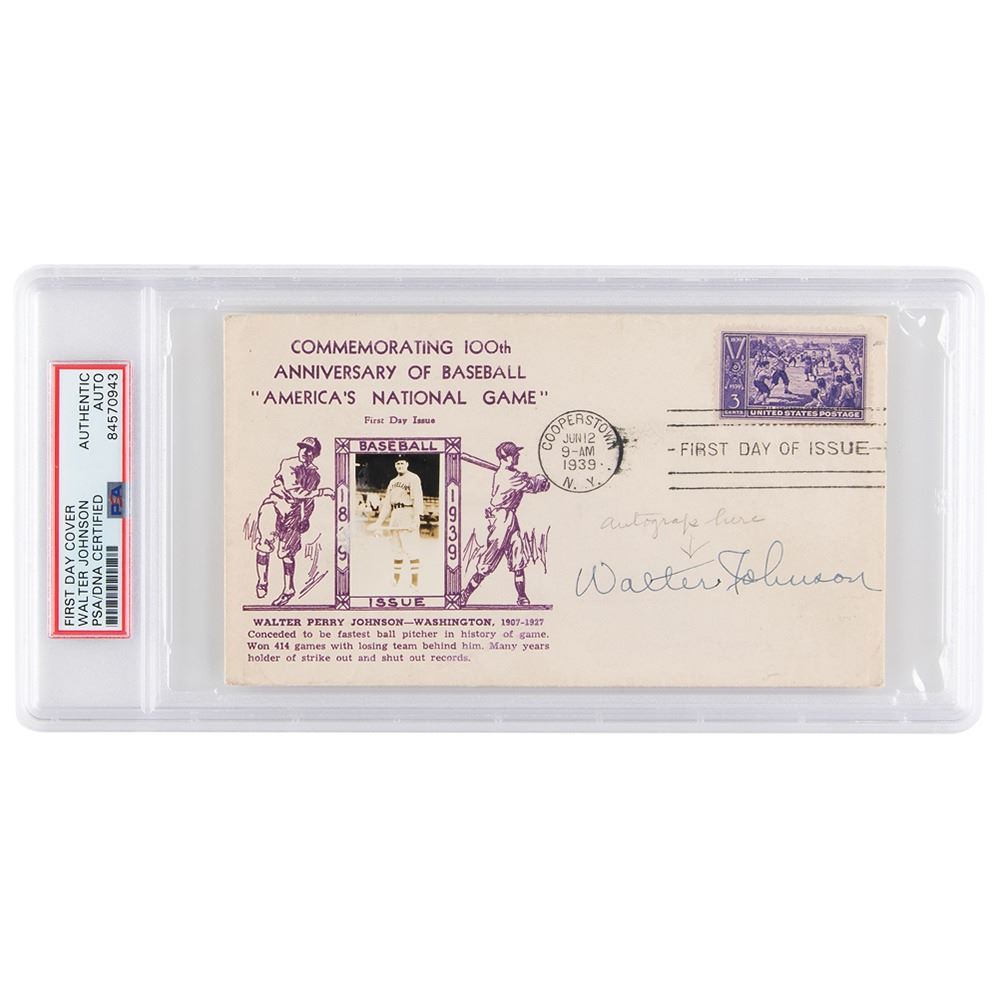 FIRST DAY COVER
WALTER JOHNSON
PSA/DNA CERTIFIED
AUTHENTIC
AUTO
84570943
PSA
COMMEMORATING 100th
ANNIVERSARY OF BASEBALL
"AMERICA'S NATIONAL GAME"
First Day Issue
BASEBALL
18
9
1939
ISSUE
WALTER PERRY JOHNSON—WASHINGTON, 1907-1927
Conceded to be fastest ball pitcher in history of game.
Won 414 games with losing team behind him. Many years
holder of strike out and shut out records.
COOPERSTOWN
JUN 12
9-AM
1939
N. Y.
1939
3
CENTS
UNITED STATES POSTAGE
FIRST DAY OF ISSUE
autograp here
Walter Johnson